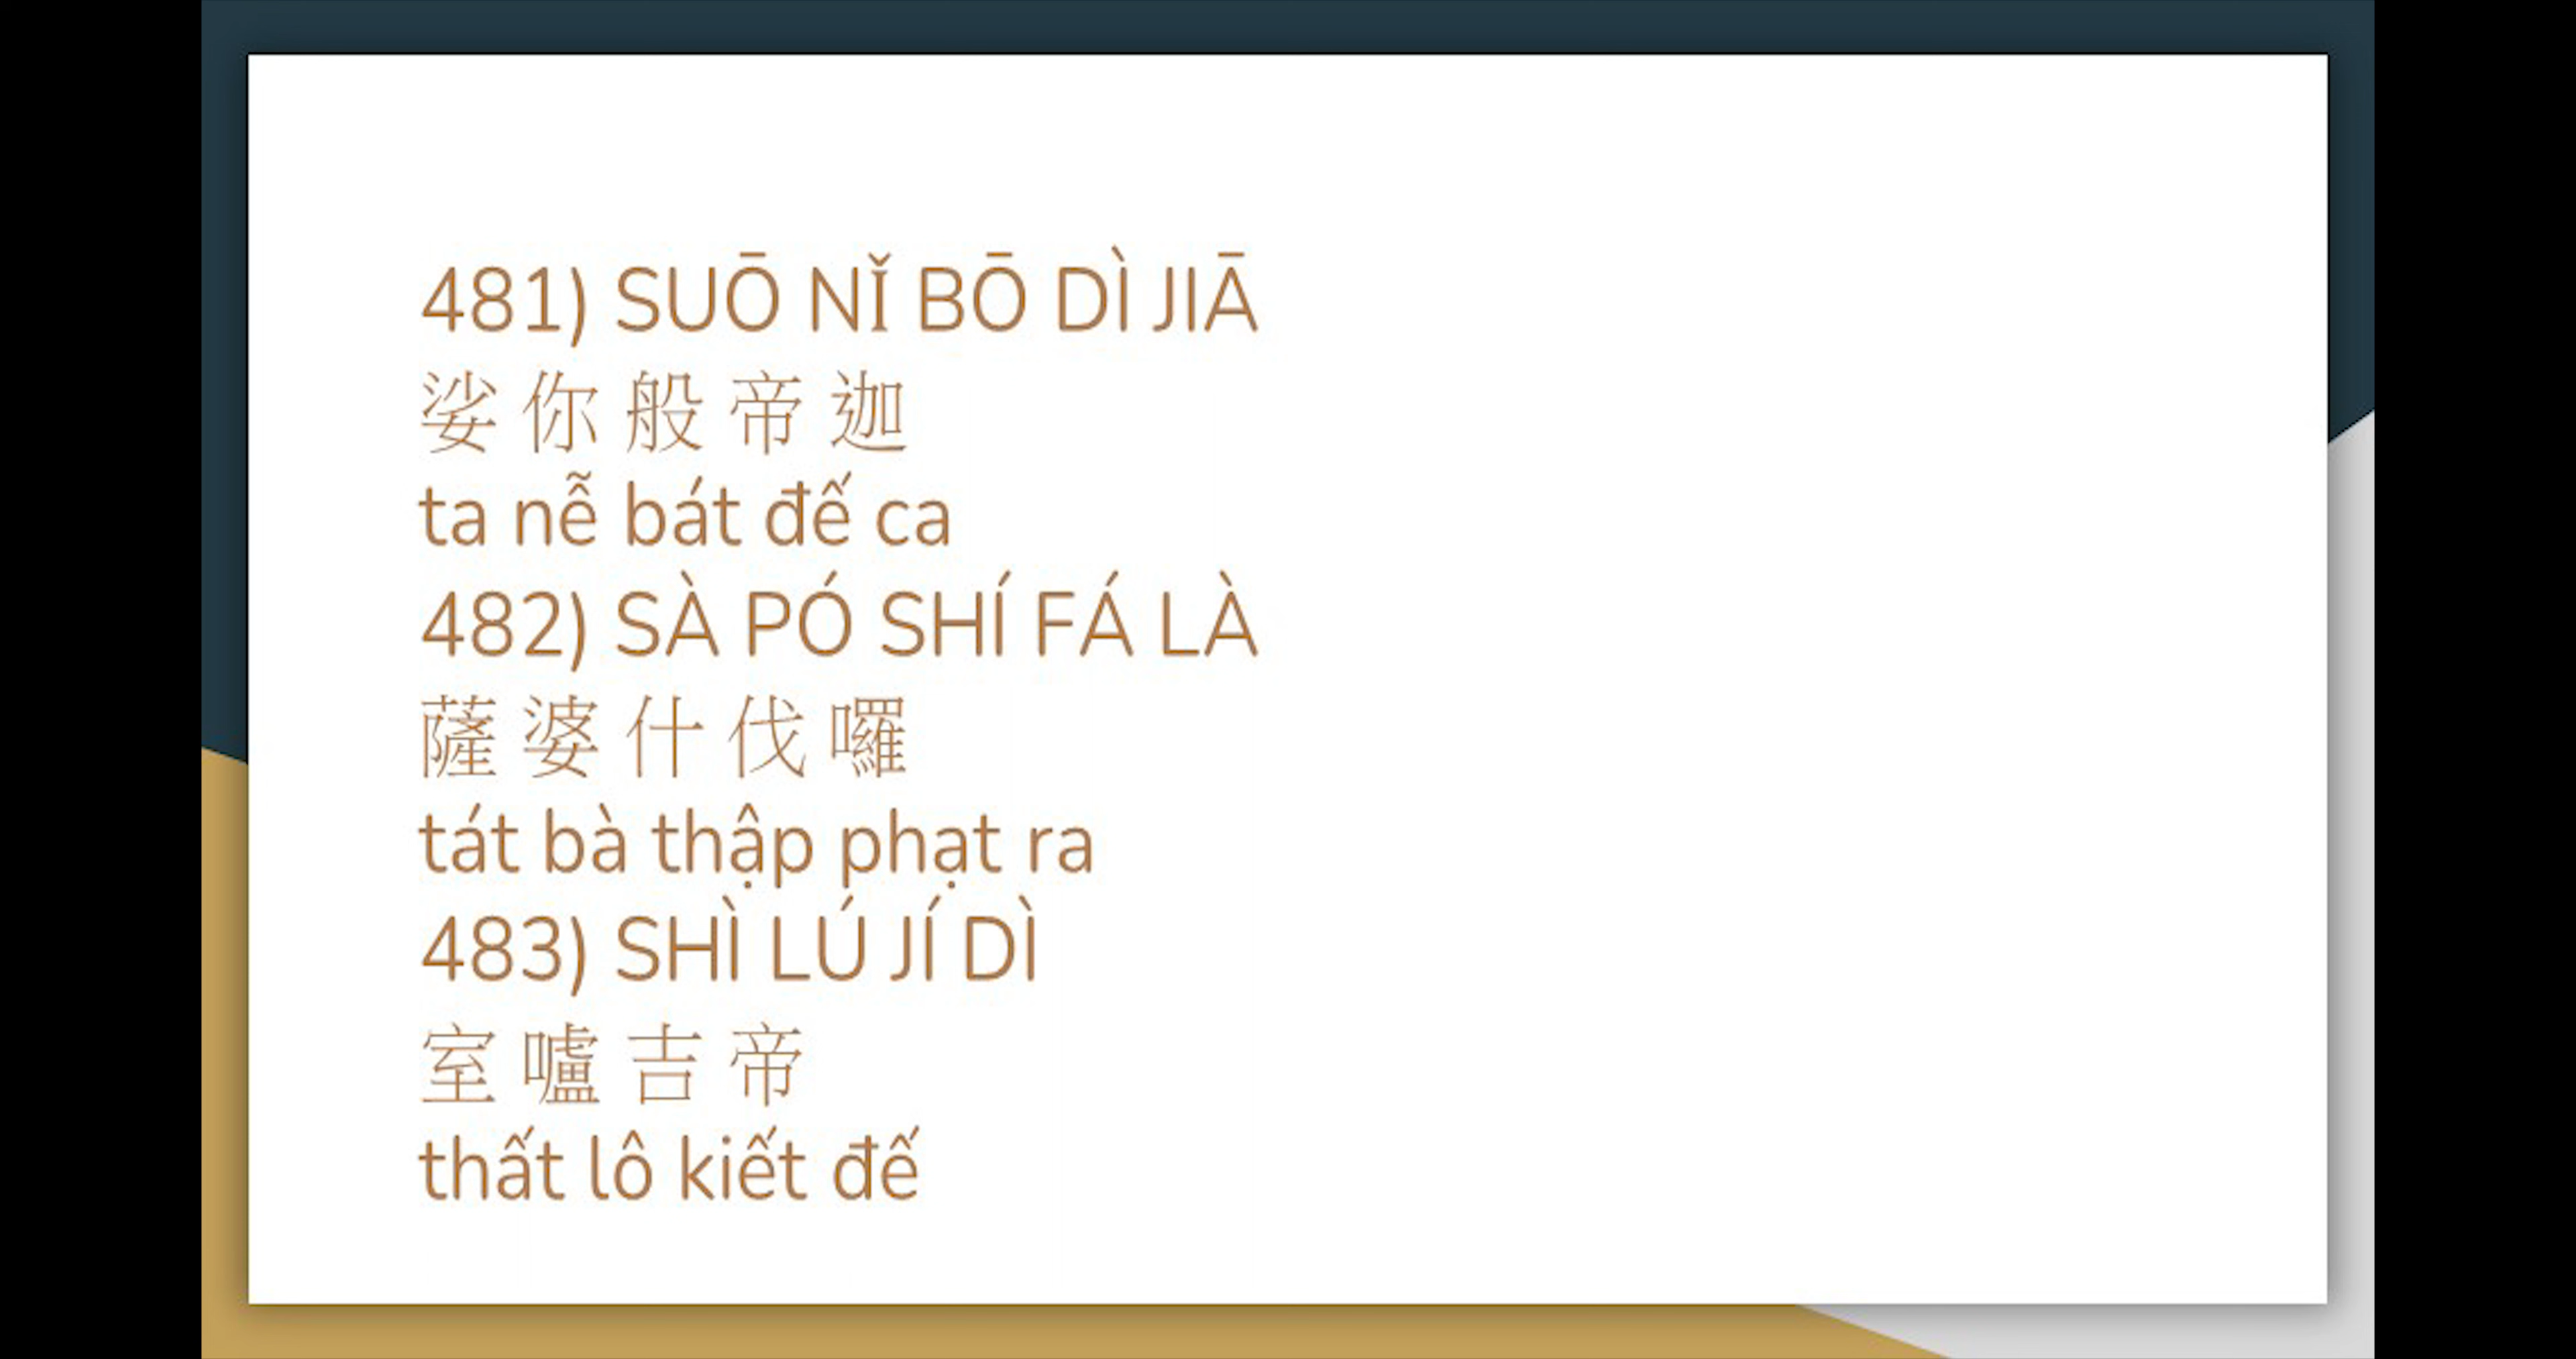 481) SUŌ NǏ BŌ DÌ JIĀ
娑 你 般 帝 迦
ta nễ bát đế ca
482) SÀ PÓ SHÍ FÁ LÀ
薩 婆 什 伐 囉
tát bà thập phạt ra
483) SHÌ LÚ JÍ DÌ
室 嚧 吉 帝
thất lô kiết đế